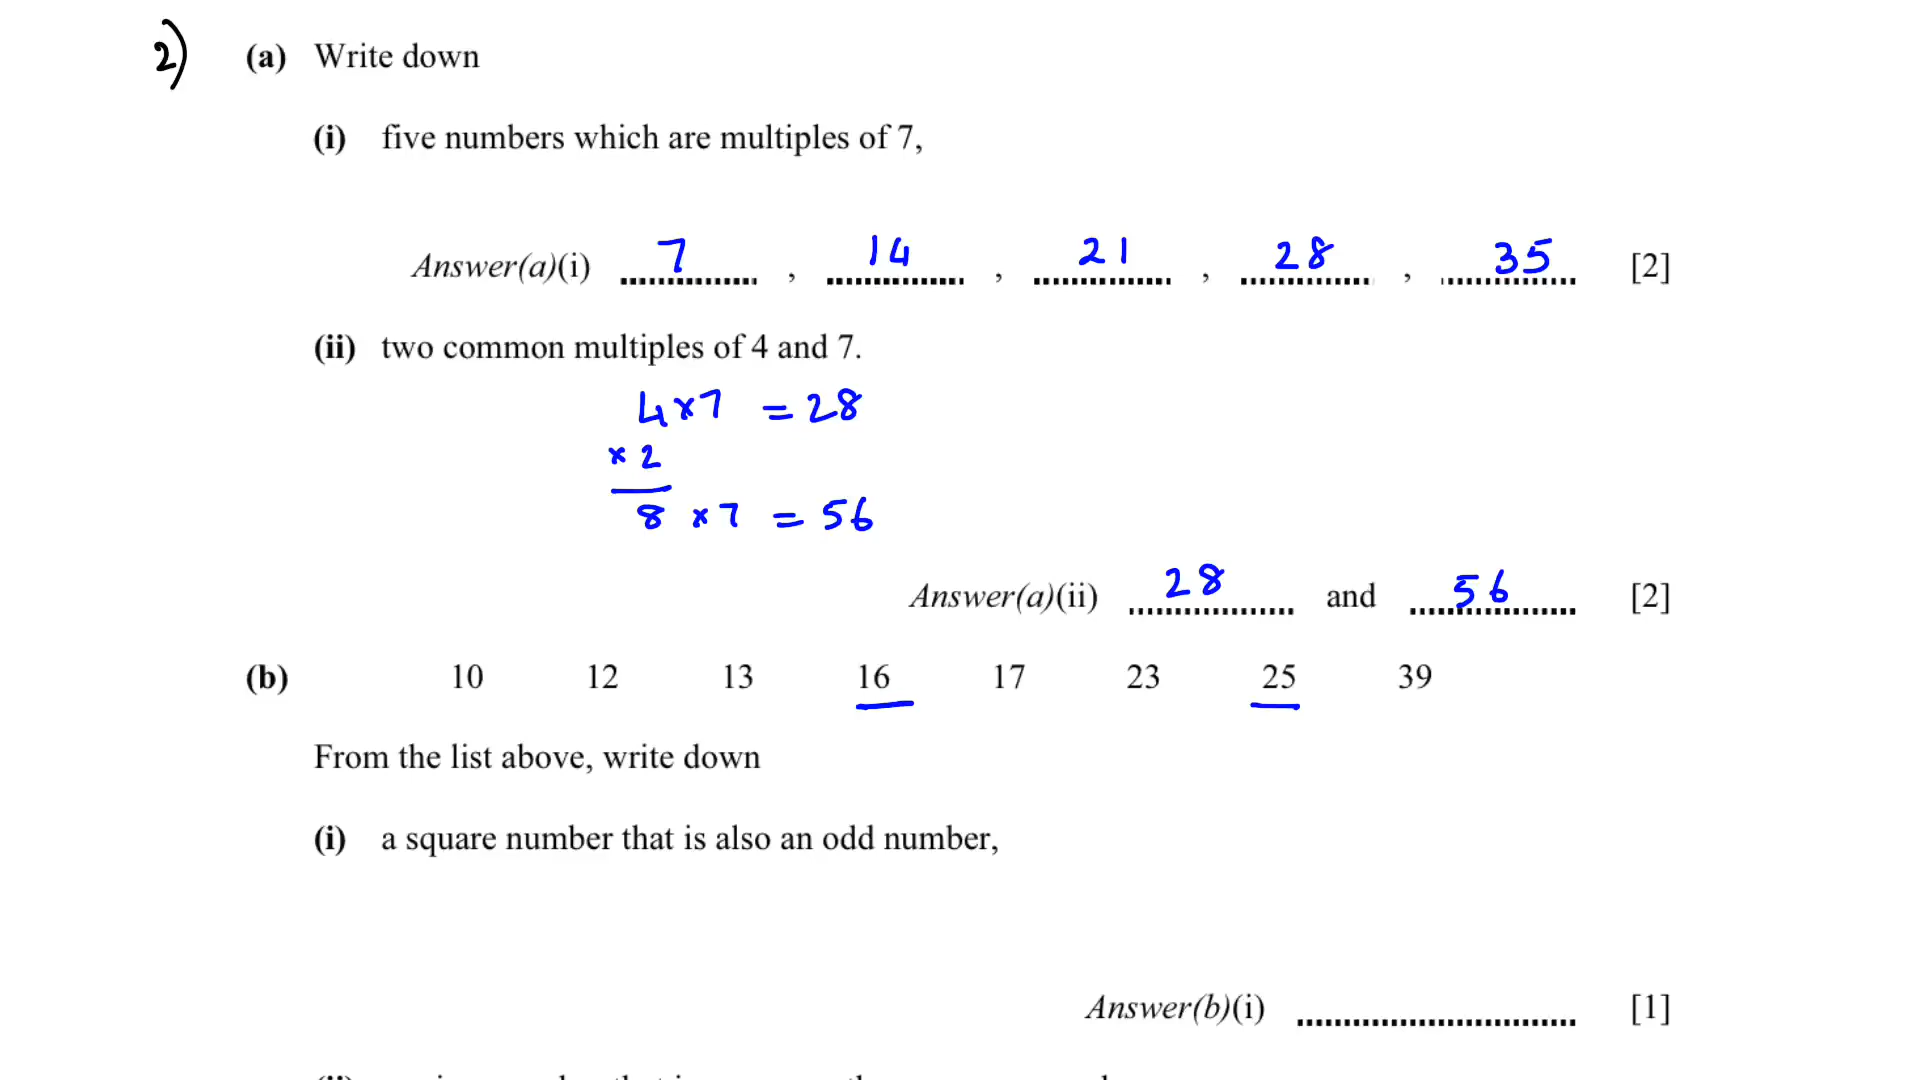 2) (a) Write down
(i) five numbers which are multiples of 7,
Answer(a)(i) 7 , 14 , 21 , 28 , 35 [2]
(ii) two common multiples of 4 and 7.
4 × 7 = 28
× 2
8 × 7 = 56
Answer(a)(ii) 28 and 56 [2]
(b) 10 12 13 16 17 23 25 39
From the list above, write down
(i) a square number that is also an odd number,
Answer(b)(i) [1]